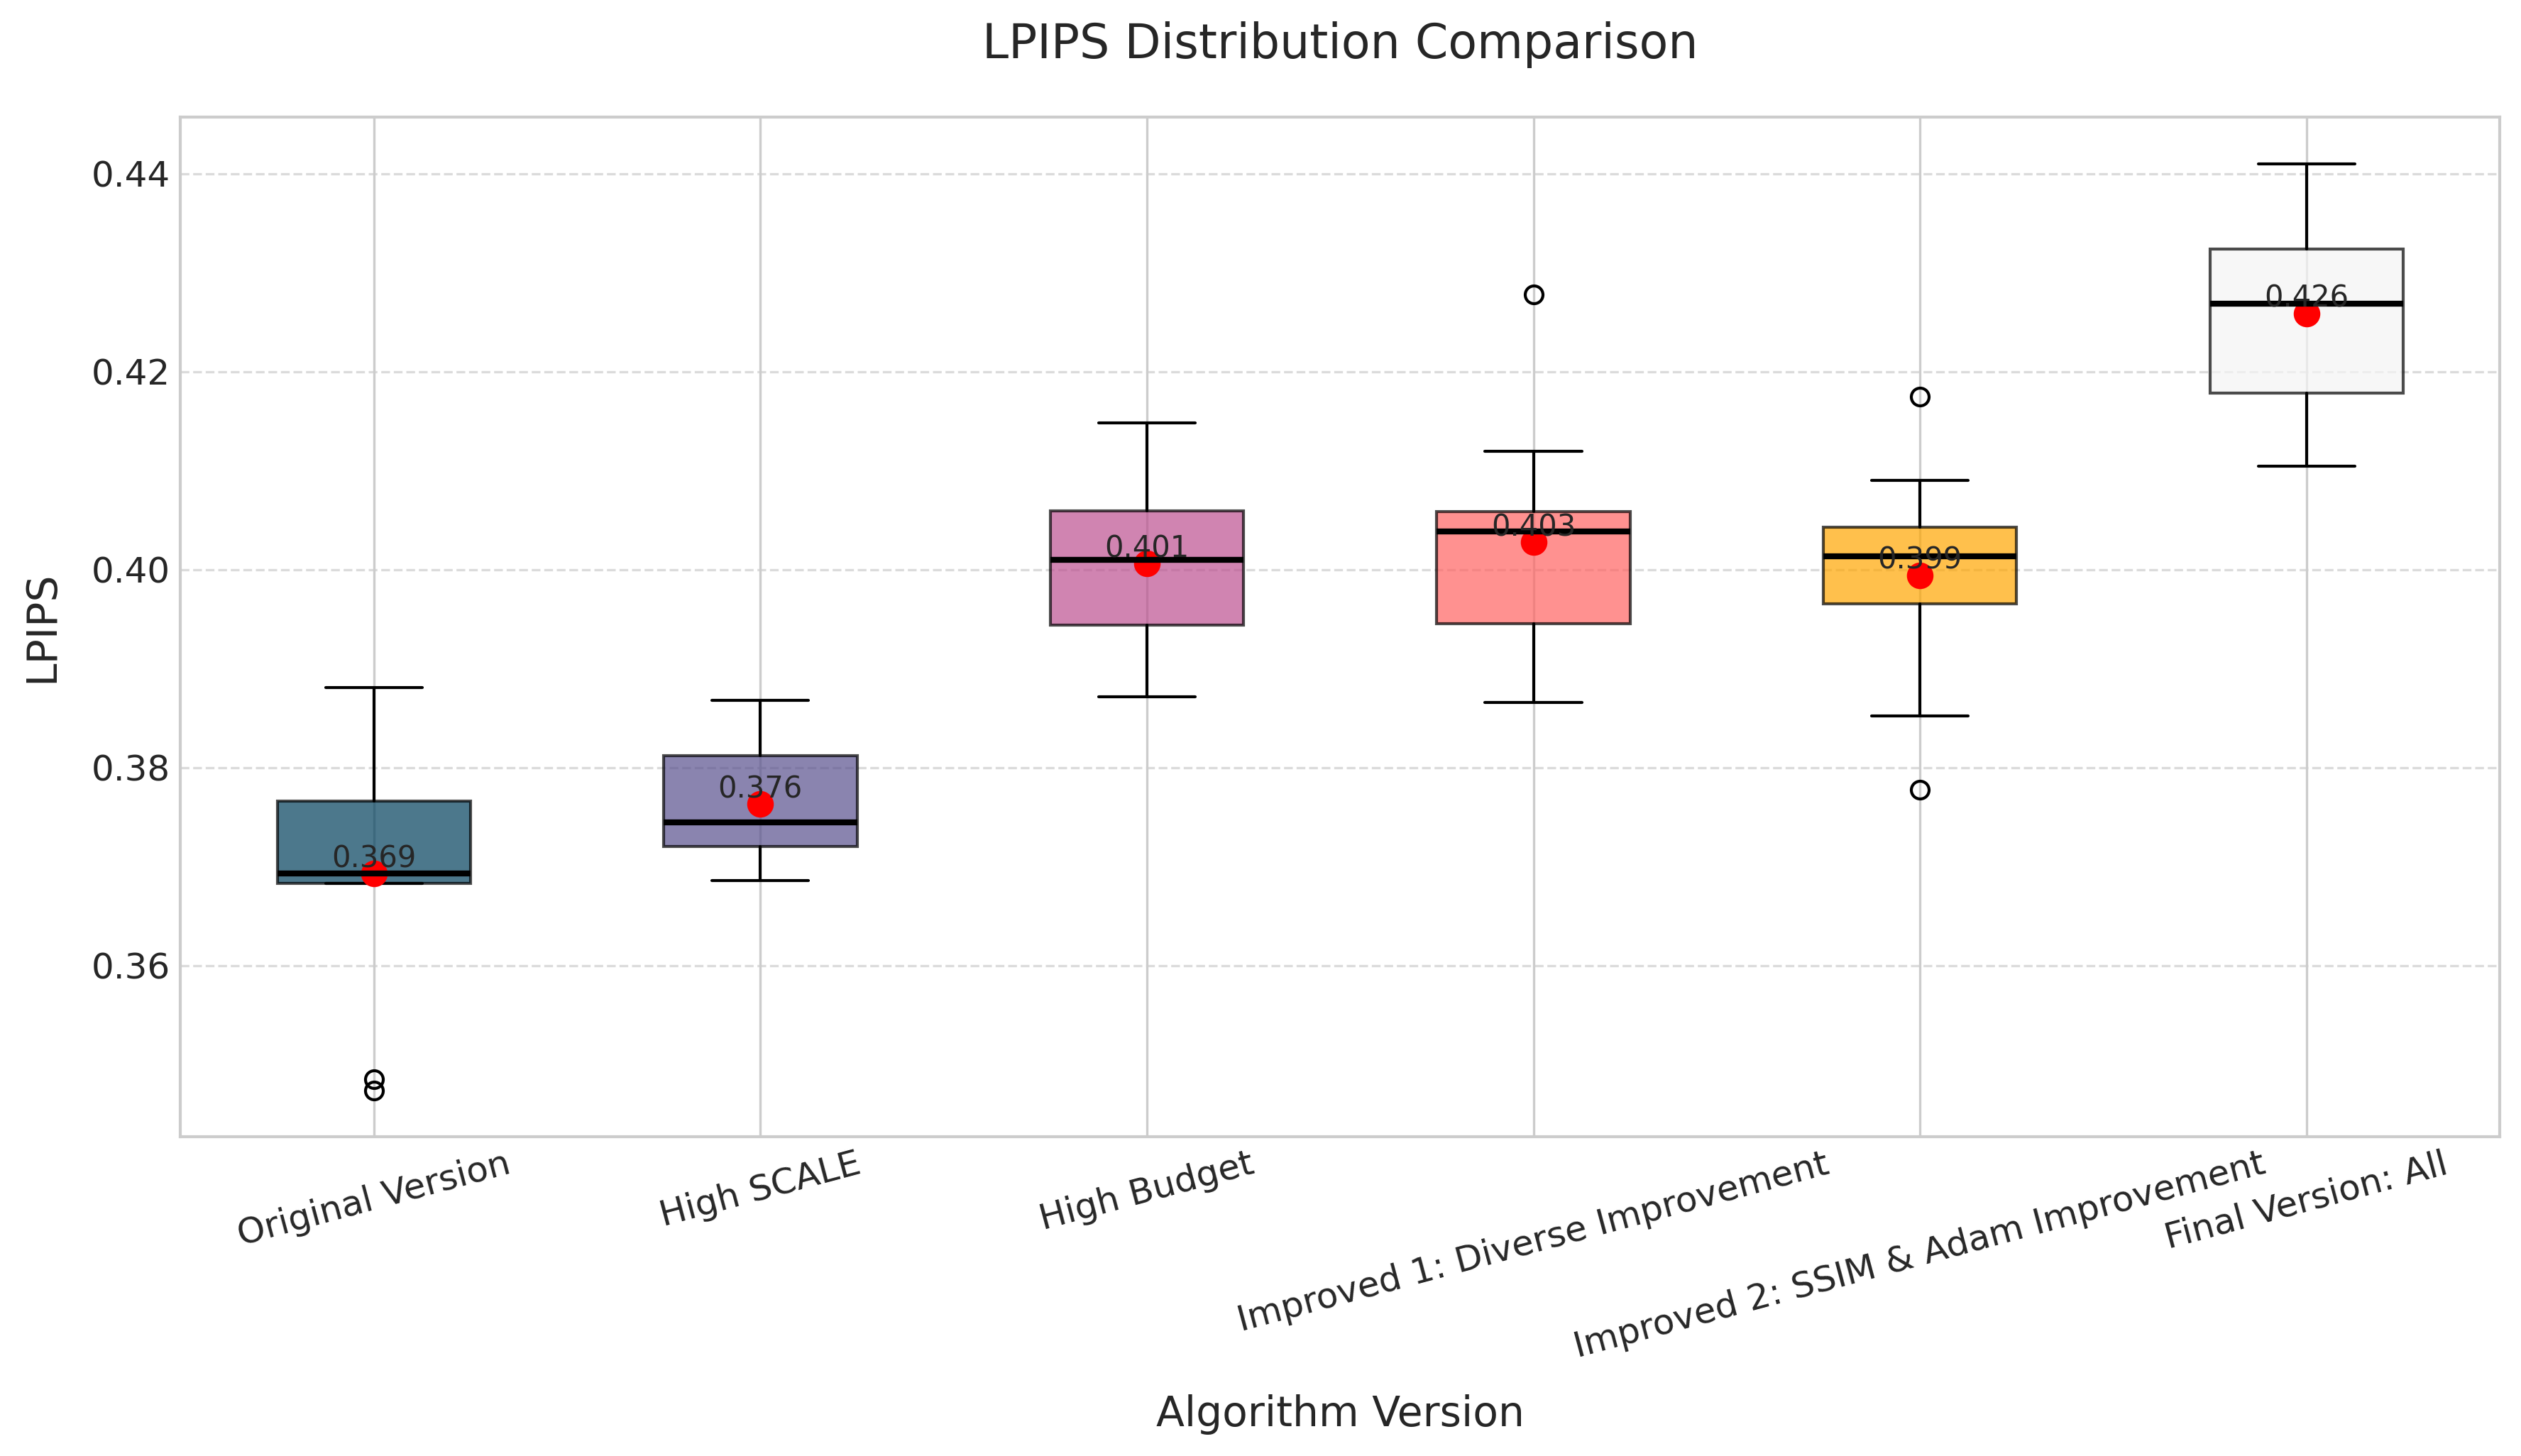 LPIPS Distribution Comparison
LPIPS
0.44
0.42
0.40
0.38
0.36
0.369
0.376
0.401
0.403
0.399
0.426
Original Version
High SCALE
High Budget
Improved 1: Diverse Improvement
Improved 2: SSIM & Adam Improvement
Final Version: All
Algorithm Version